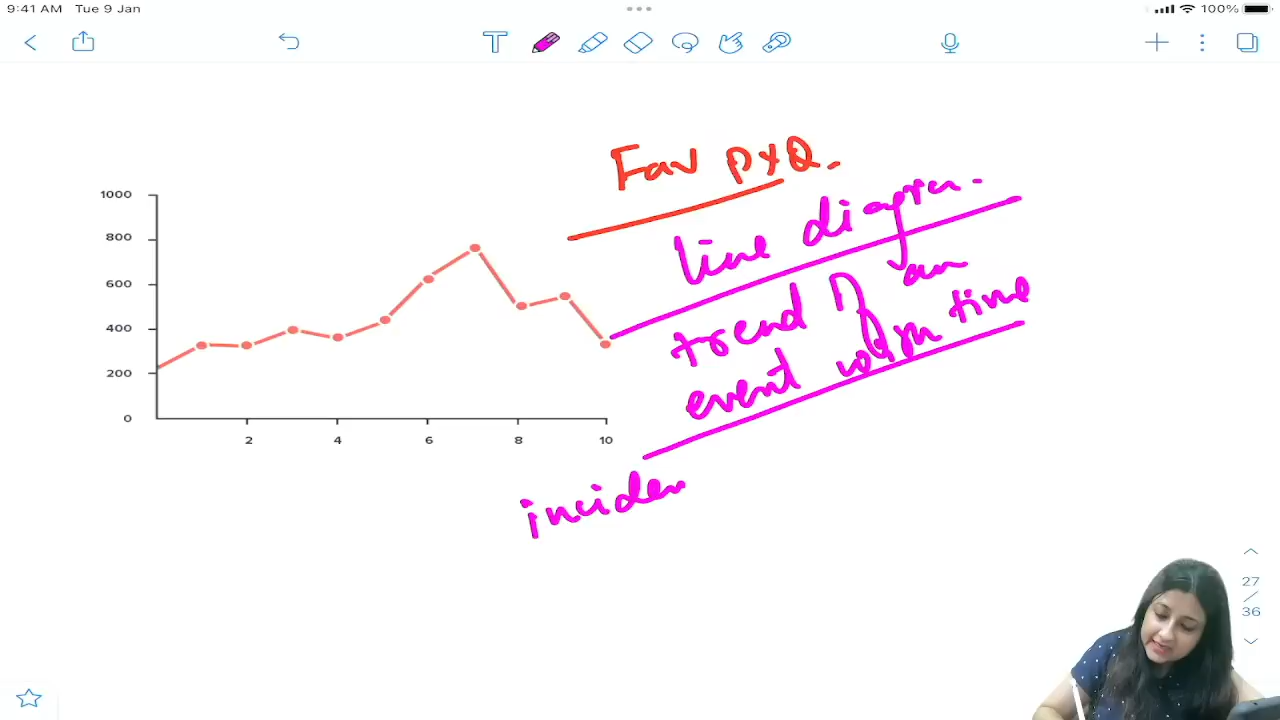 9:41 AM Tue 9 Jan
100%
T
Fav PYQ.
line diagram.
trend of an
event with time
inciden
1000
800
600
400
200
0
2 4 6 8 10
27
/
36